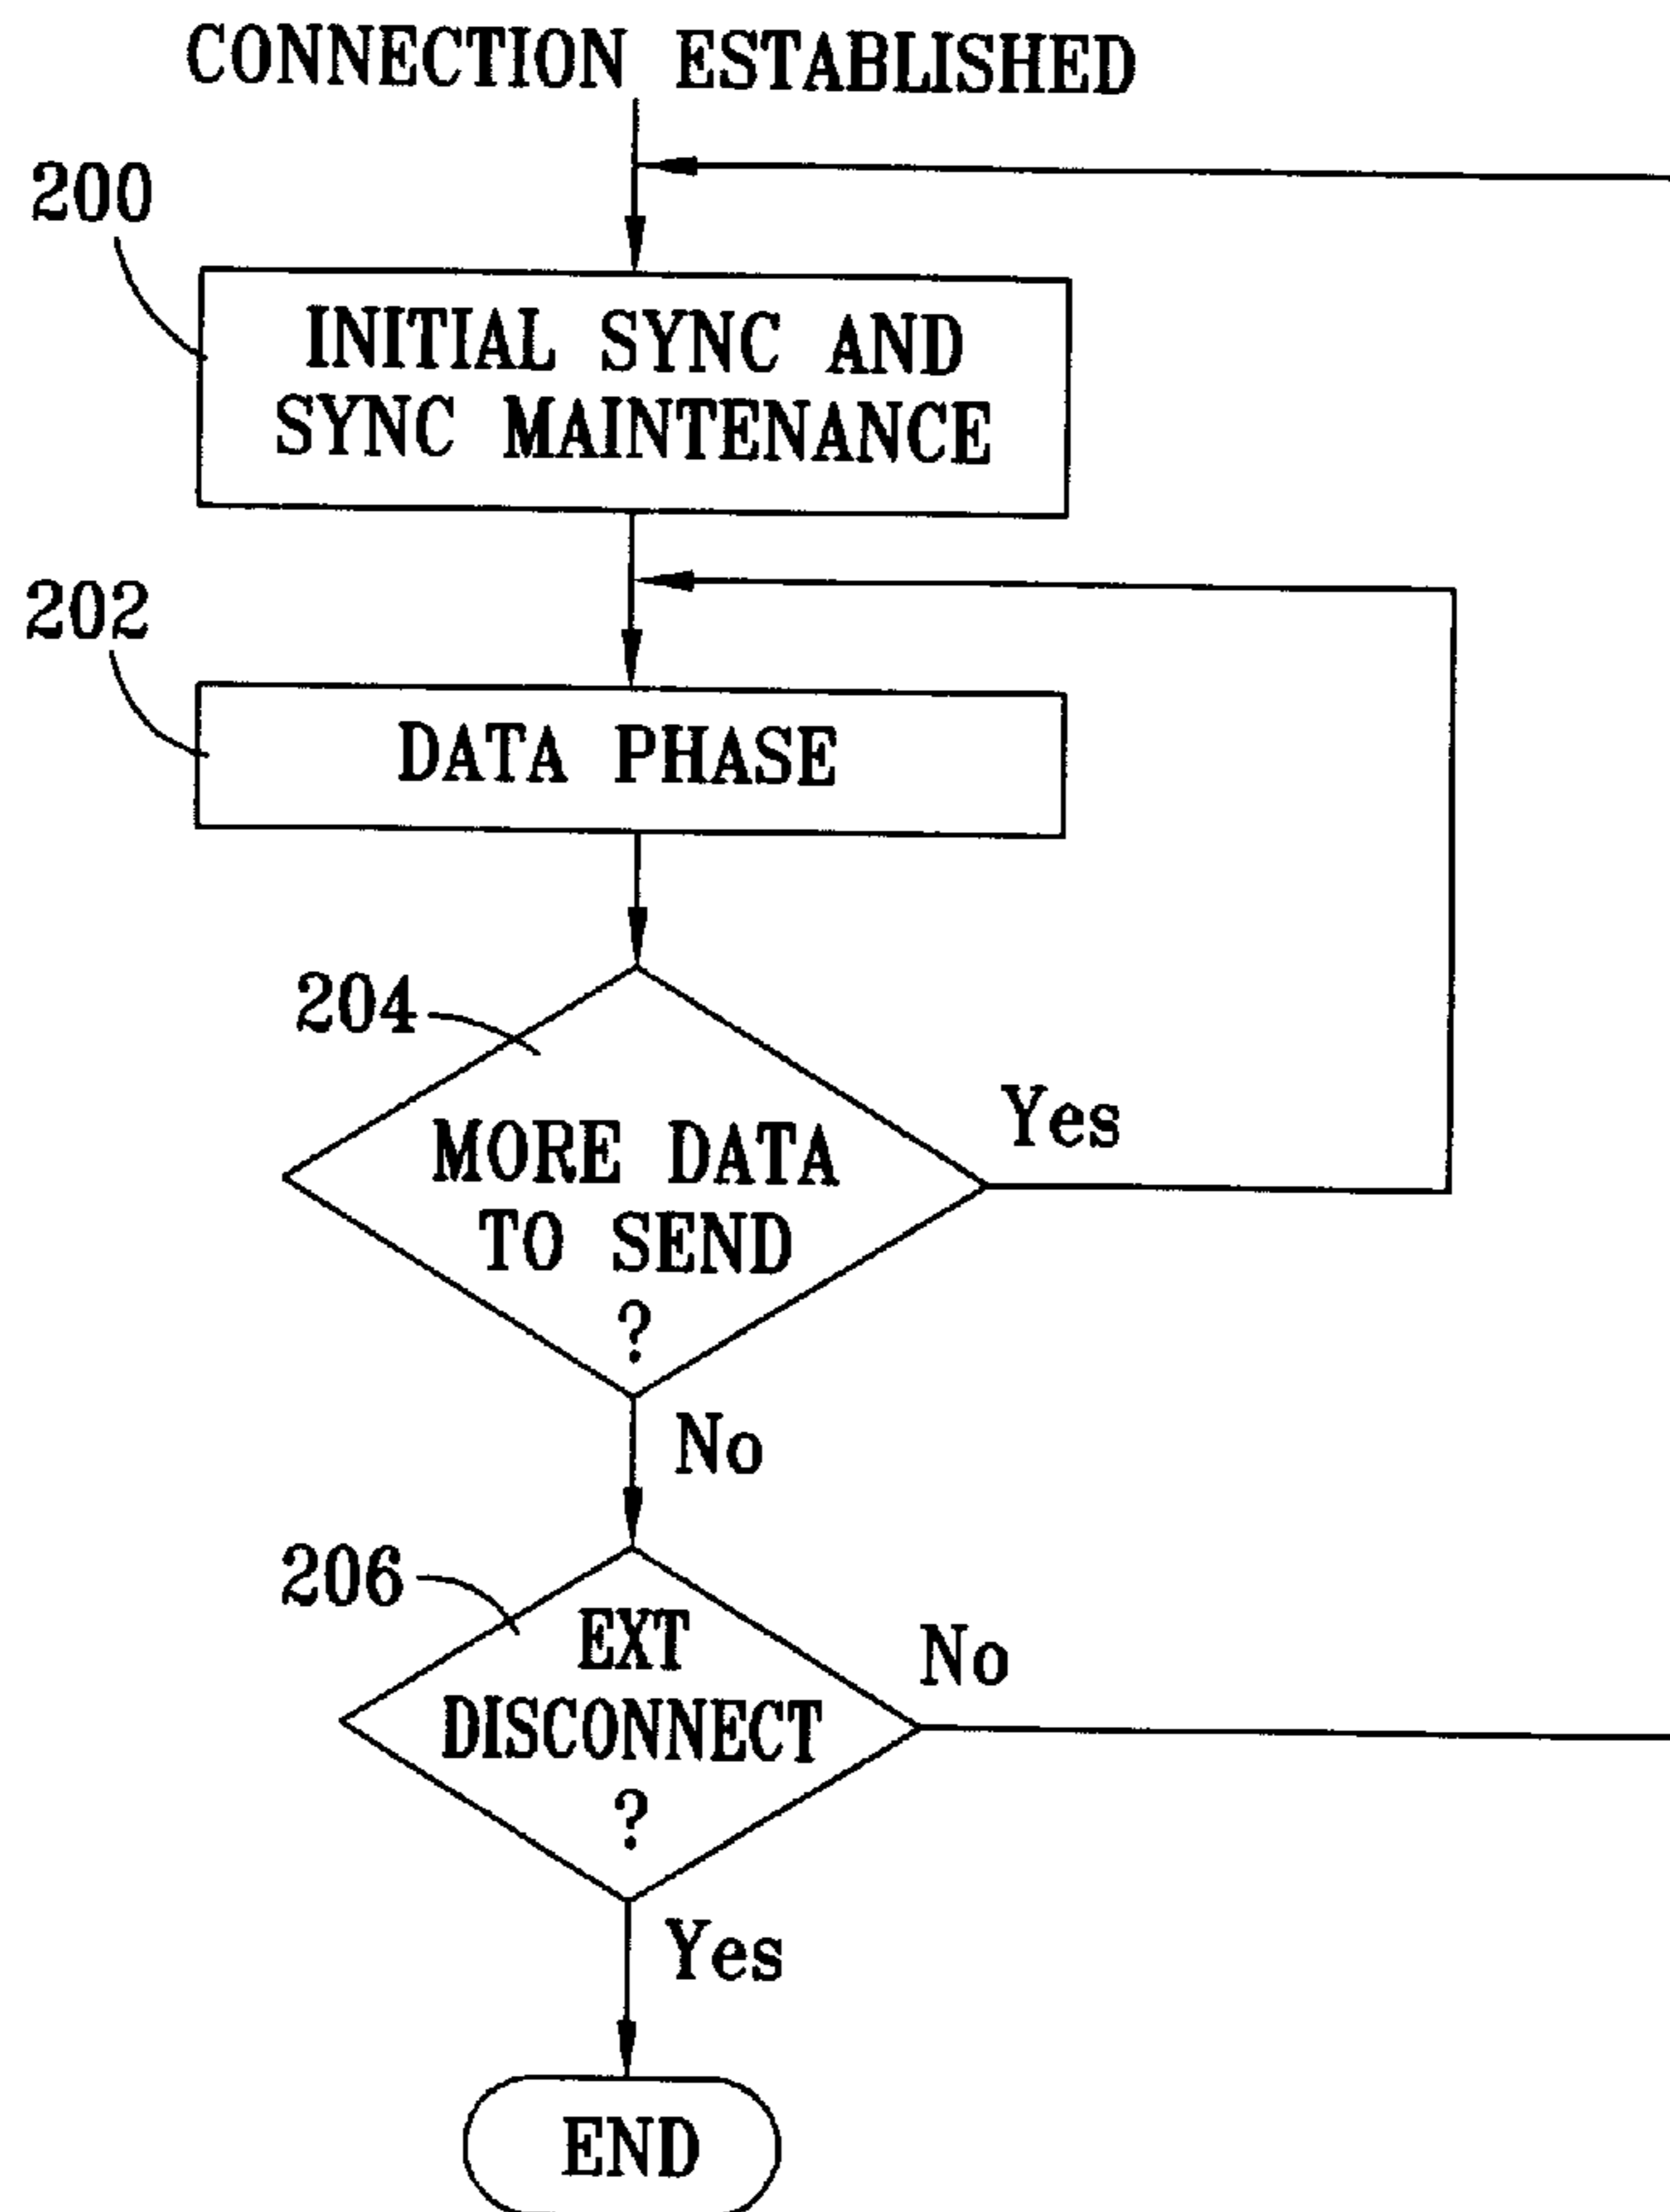 CONNECTION ESTABLISHED
200
INITIAL SYNC AND
SYNC MAINTENANCE
202
DATA PHASE
204
MORE DATA
TO SEND
?
Yes
No
206
EXT
DISCONNECT
?
No
Yes
END